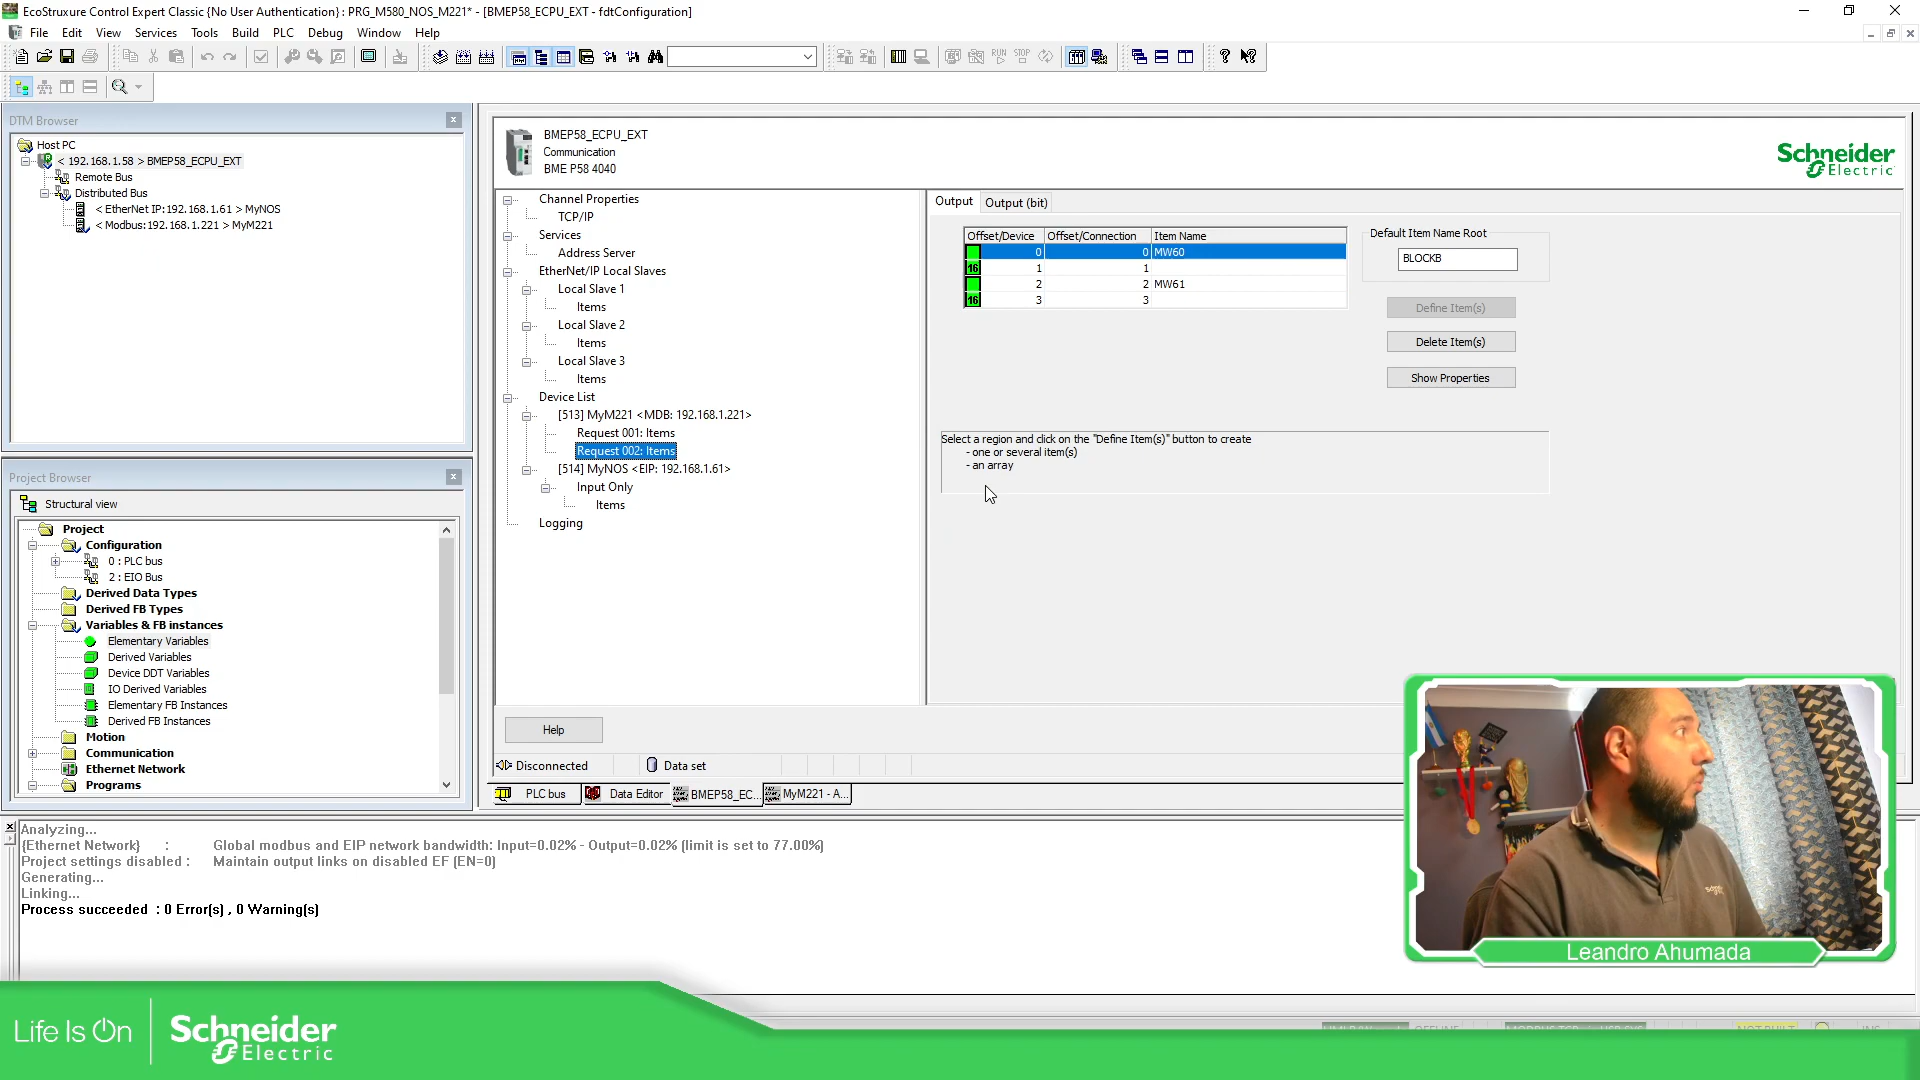 EcoStruxure Control Expert Classic {No User Authentication} : PRG_M580_NOS_M221* - [BMEP58_ECPU_EXT - fdtConfiguration]
File Edit View Services Tools Build PLC Debug Window Help
DTM Browser
Host PC
< 192.168.1.58 > BMEP58_ECPU_EXT
Remote Bus
Distributed Bus
< EtherNet IP:192.168.1.61 > MyNOS
< Modbus:192.168.1.221 > MyM221
Project Browser
Structural view
Project
Configuration
0 : PLC bus
2 : EIO Bus
Derived Data Types
Derived FB Types
Variables & FB instances
Elementary Variables
Derived Variables
Device DDT Variables
IO Derived Variables
Elementary FB Instances
Derived FB Instances
Motion
Communication
Ethernet Network
Programs
BMEP58_ECPU_EXT
Communication
BME P58 4040
Schneider
Electric
Channel Properties
TCP/IP
Services
Address Server
EtherNet/IP Local Slaves
Local Slave 1
Items
Local Slave 2
Items
Local Slave 3
Items
Device List
[513] MyM221 <MDB: 192.168.1.221>
Request 001: Items
Request 002: Items
[514] MyNOS <EIP: 192.168.1.61>
Input Only
Items
Logging
Output Output (bit)
Offset/Device Offset/Connection Item Name
0 0 MW60
16 1 1
2 2 MW61
16 3 3
Default Item Name Root
BLOCKB
Define Item(s)
Delete Item(s)
Show Properties
Select a region and click on the "Define Item(s)" button to create
- one or several item(s)
- an array
Help
Disconnected Data set
PLC bus Data Editor BMEP58_EC... MyM221 - A...
Analyzing...
{Ethernet Network} : Global modbus and EIP network bandwidth: Input=0.02% - Output=0.02% (limit is set to 77.00%)
Project settings disabled : Maintain output links on disabled EF (EN=0)
Generating...
Linking...
Process succeeded : 0 Error(s) , 0 Warning(s)
Leandro Ahumada
Life Is On
Schneider
Electric